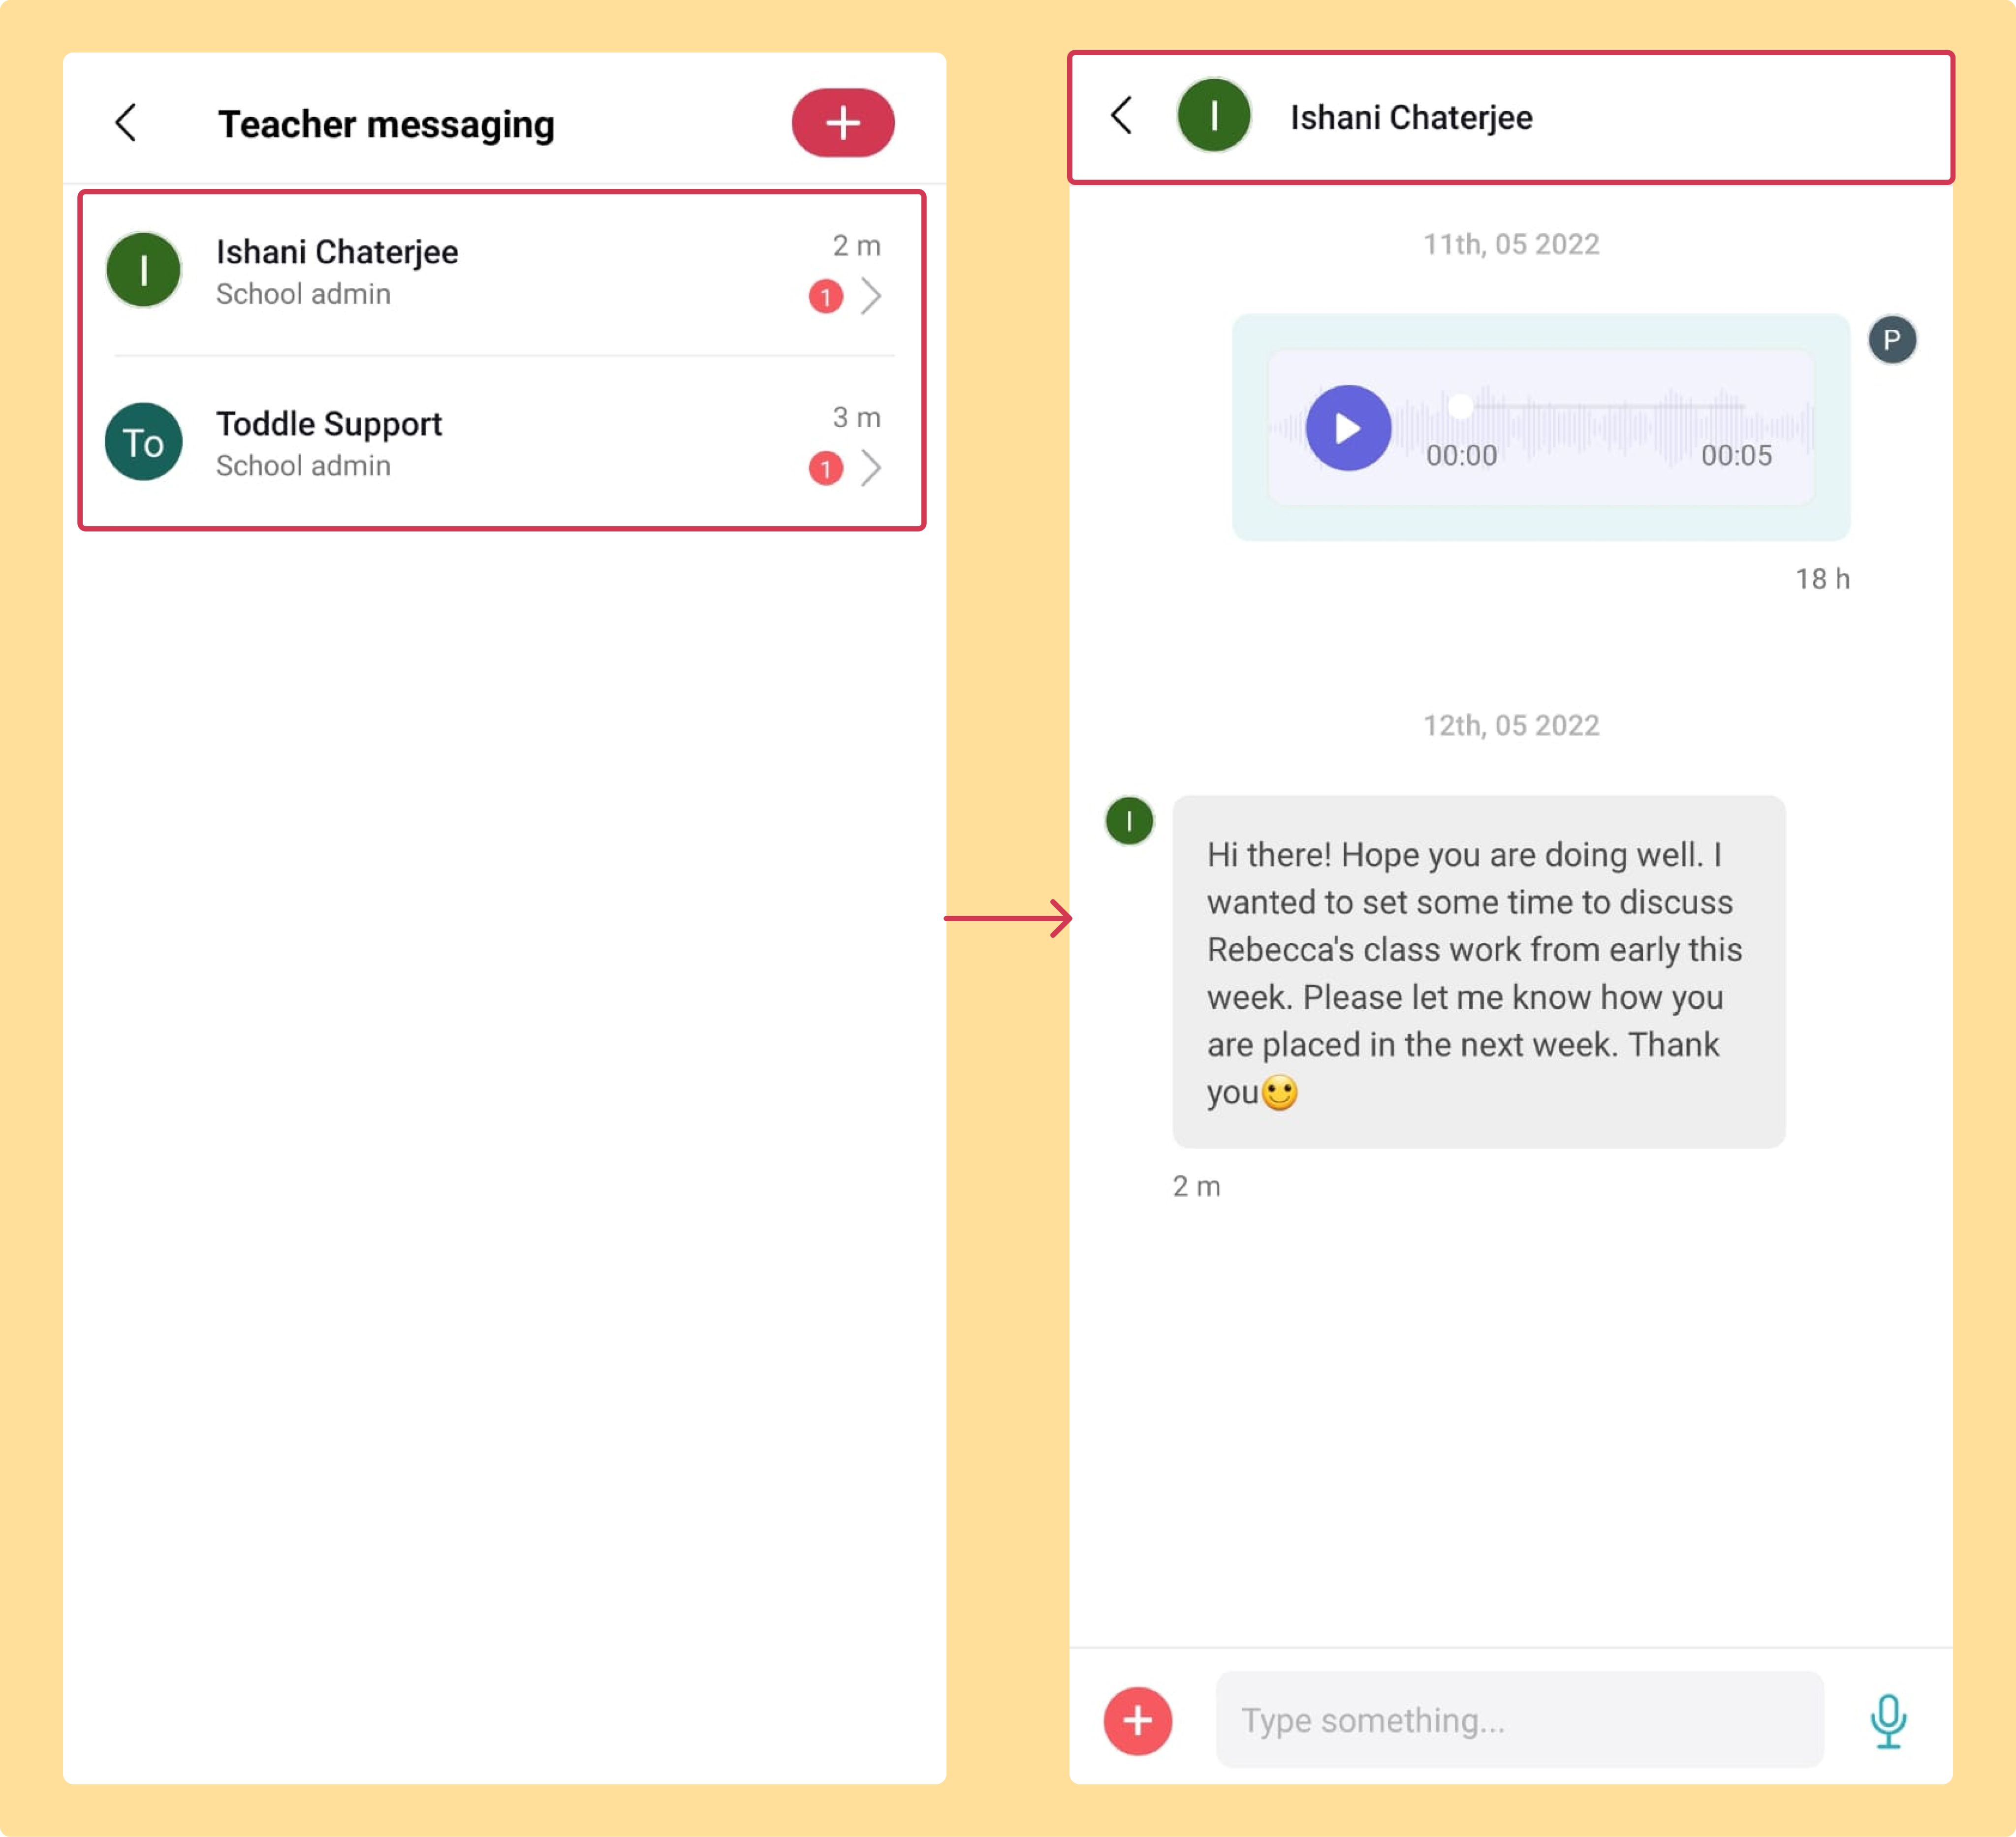 Teacher messaging
I
Ishani Chaterjee
2 m
School admin
1
To
Toddle Support
3 m
School admin
1
I
Ishani Chaterjee
11th, 05 2022
P
00:00
00:05
18 h
12th, 05 2022
I
Hi there! Hope you are doing well. I
wanted to set some time to discuss
Rebecca's class work from early this
week. Please let me know how you
are placed in the next week. Thank
you🙂
2 m
Type something...